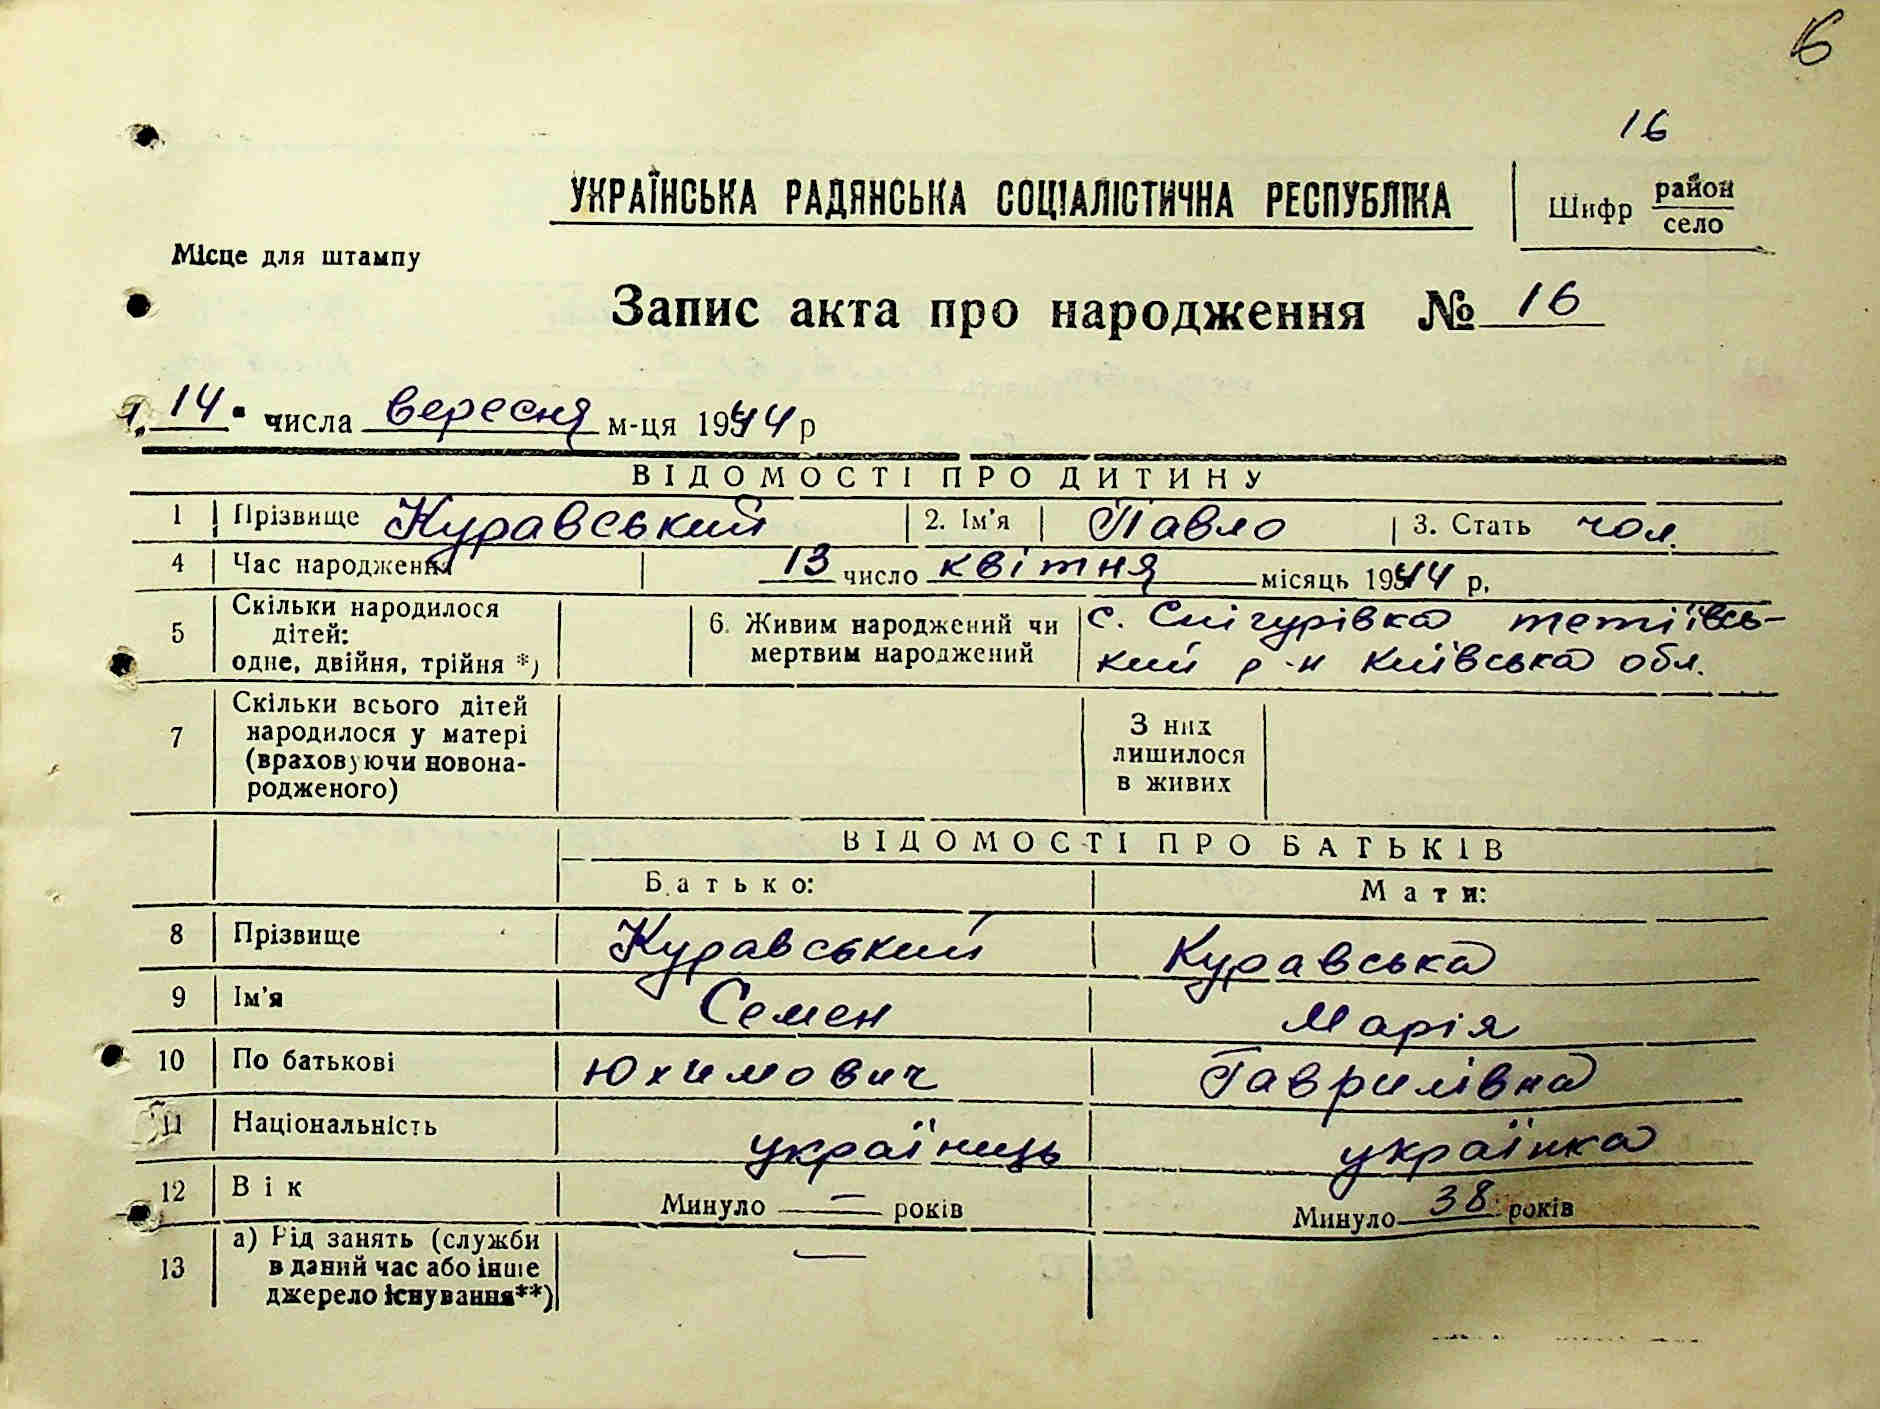 6
16
УКРАЇНСЬКА РАДЯНСЬКА СОЦІАЛІСТИЧНА РЕСПУБЛІКА
Шифр район
село
Місце для штампу
Запис акта про народження № 16
14 числа вересня м-ця 1944 р
ВІДОМОСТІ ПРО ДИТИНУ
1 Прізвище Куравський 2. Ім'я Павло 3. Стать чол.
4 Час народження 13 число квітня місяць 1944 р.
5 Скільки народилося дітей: одне, двійня, трійня *)
6. Живим народжений чи мертвим народжений
с. Снігурівка тетіївсь-
кий р-н Київська обл.
7 Скільки всього дітей народилося у матері (враховуючи новона-родженого)
З них лишилося в живих
ВІДОМОСТІ ПРО БАТЬКІВ
Батько: Мати:
8 Прізвище Куравський Куравська
9 Ім'я Семен Марія
10 По батькові Юхимович Гаврилівна
11 Національність україниць українка
12 Вік Минуло — років Минуло 38 років
13 а) Рід занять (служби в даний час або інше джерело існування**) —